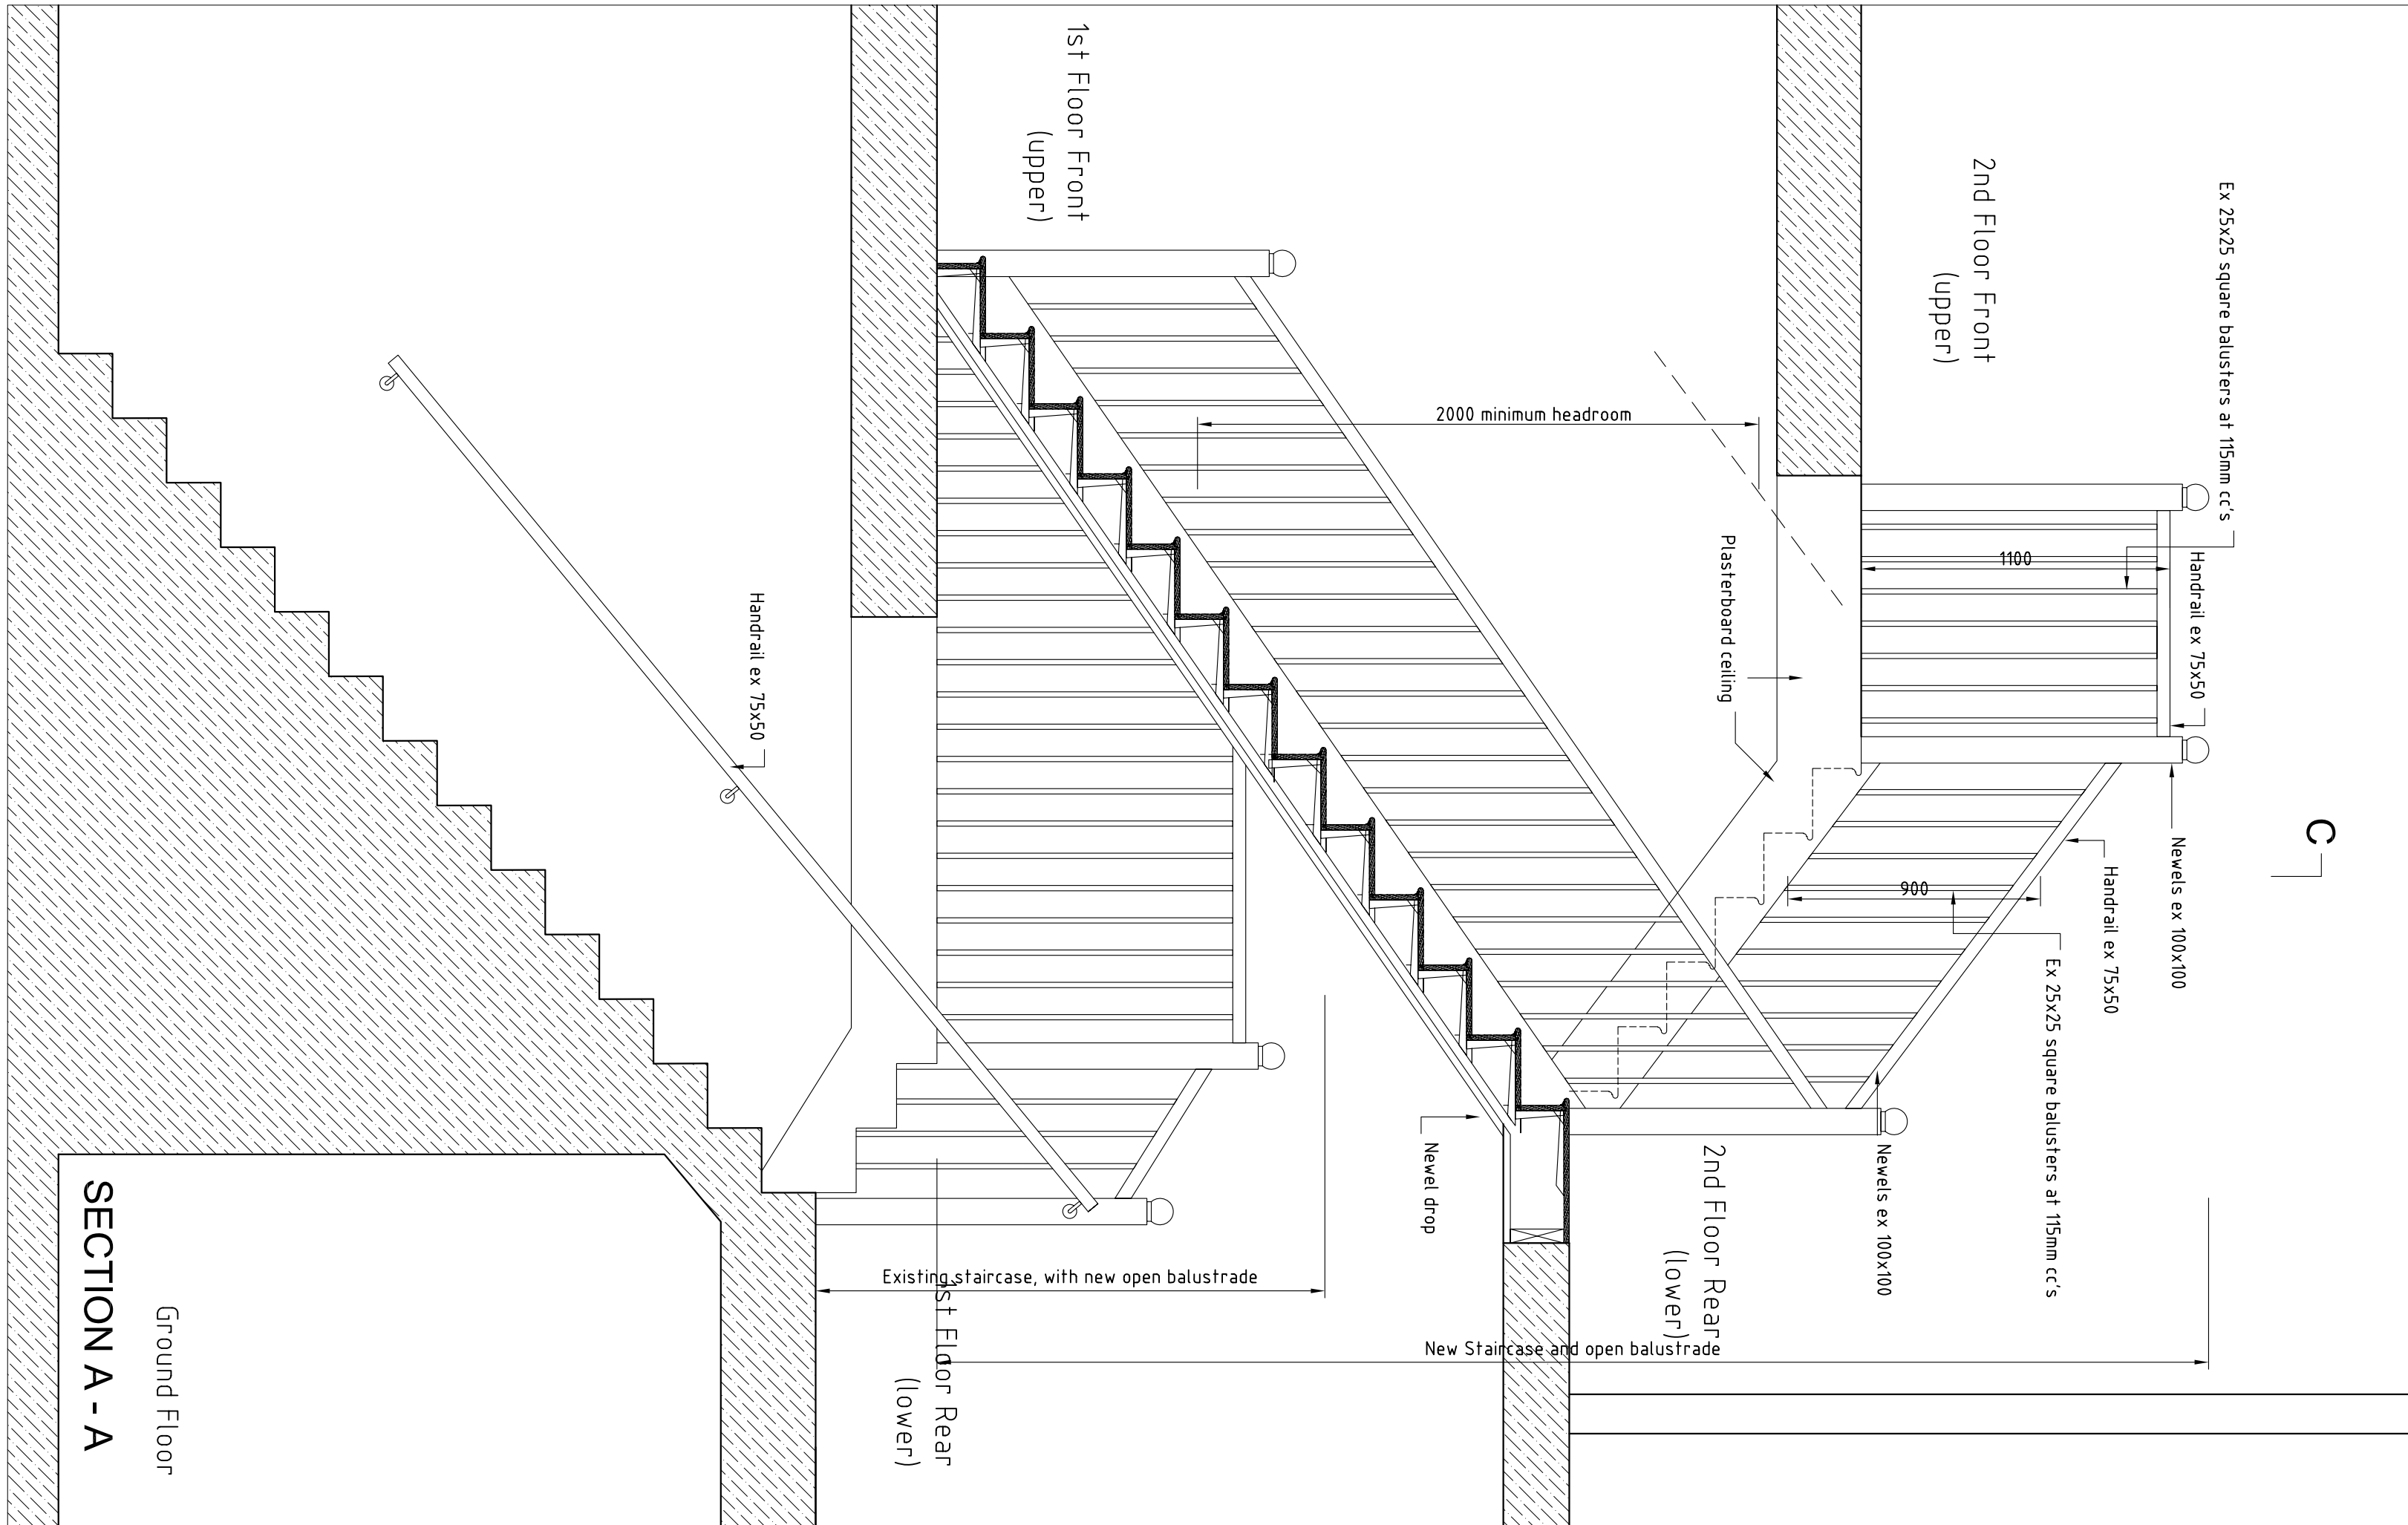 Ex 25x25 square balusters at 115mm cc's
Handrail ex 75x50
C
Newels ex 100x100
2nd Floor Front
(upper)
1100
Handrail ex 75x50
900
Ex 25x25 square balusters at 115mm cc's
Newels ex 100x100
Plasterboard ceiling
2nd Floor Rear
(lower)
2000 minimum headroom
New Staircase and open balustrade
Newel drop
1st Floor Front
(upper)
Existing staircase, with new open balustrade
1st Floor Rear
(lower)
Handrail ex 75x50
Ground Floor
SECTION A - A